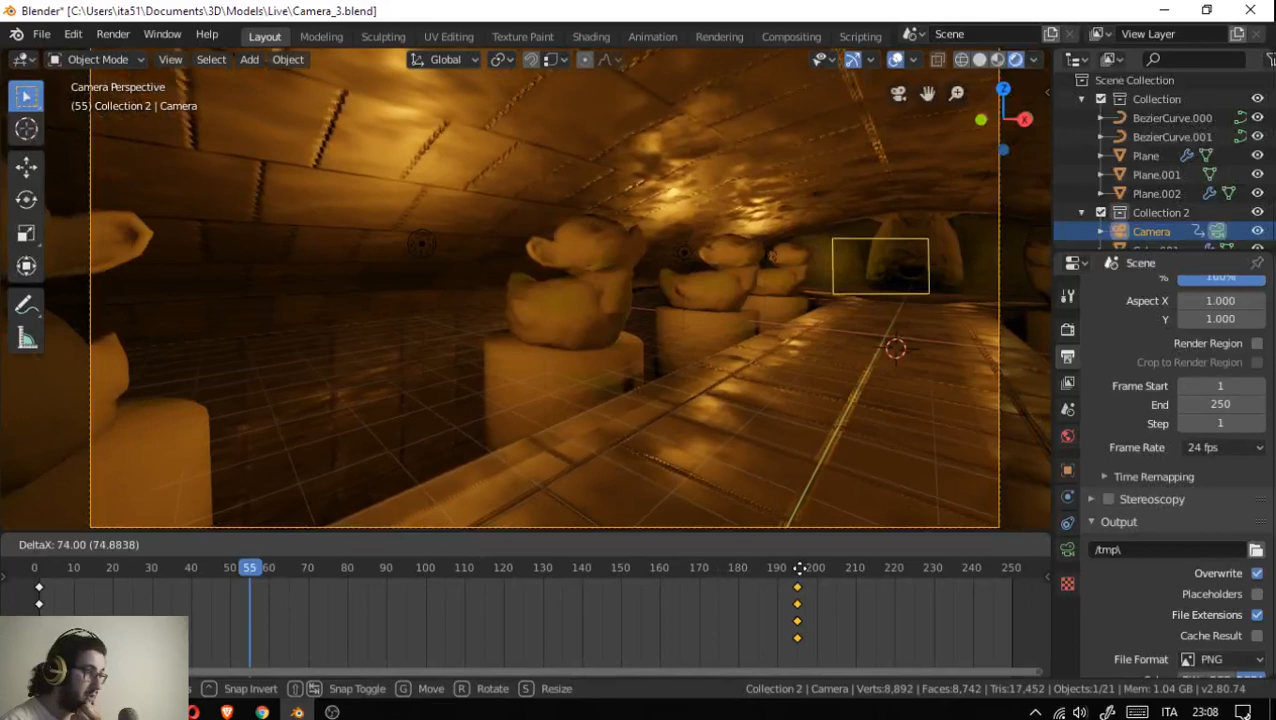 Blender* [C:\Users\ita51\Documents\3D\Models\Live\Camera_3.blend]
File Edit Render Window Help Layout Modeling Sculpting UV Editing Texture Paint Shading Animation Rendering Compositing Scripting Scene View Layer
Object Mode View Select Add Object Global
Camera Perspective
(55) Collection 2 | Camera
Z
X
Scene Collection
Collection
BezierCurve.000
BezierCurve.001
Plane
Plane.001
Plane.002
Collection 2
Camera
Scene
% 100%
Aspect X 1.000
Y 1.000
Render Region
Crop to Render Region
Frame Start 1
End 250
Step 1
Frame Rate 24 fps
Time Remapping
Stereoscopy
Output
/tmp\
Overwrite
Placeholders
File Extensions
Cache Result
File Format PNG
DeltaX: 74.00 (74.8838)
0 10 20 30 40 50 55 60 70 80 90 100 110 120 130 140 150 160 170 180 190 200 210 220 230 240 250
Snap Invert Snap Toggle G Move R Rotate S Resize Collection 2 | Camera | Verts:8,892 | Faces:8,742 | Tris:17,452 | Objects:1/21 | Mem: 1.04 GB | v2.80.74
ITA 23:08